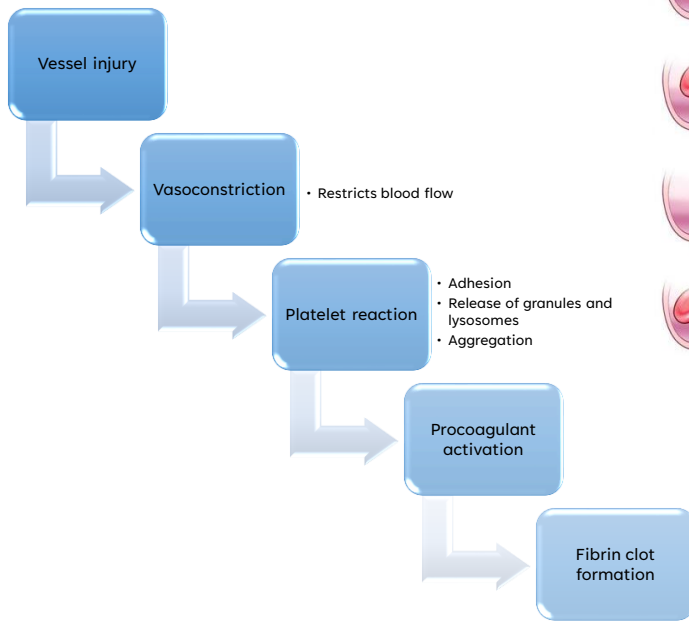 Vessel injury
Vasoconstriction
• Restricts blood flow
Platelet reaction
• Adhesion
• Release of granules and
lysosomes
• Aggregation
Procoagulant
activation
Fibrin clot
formation